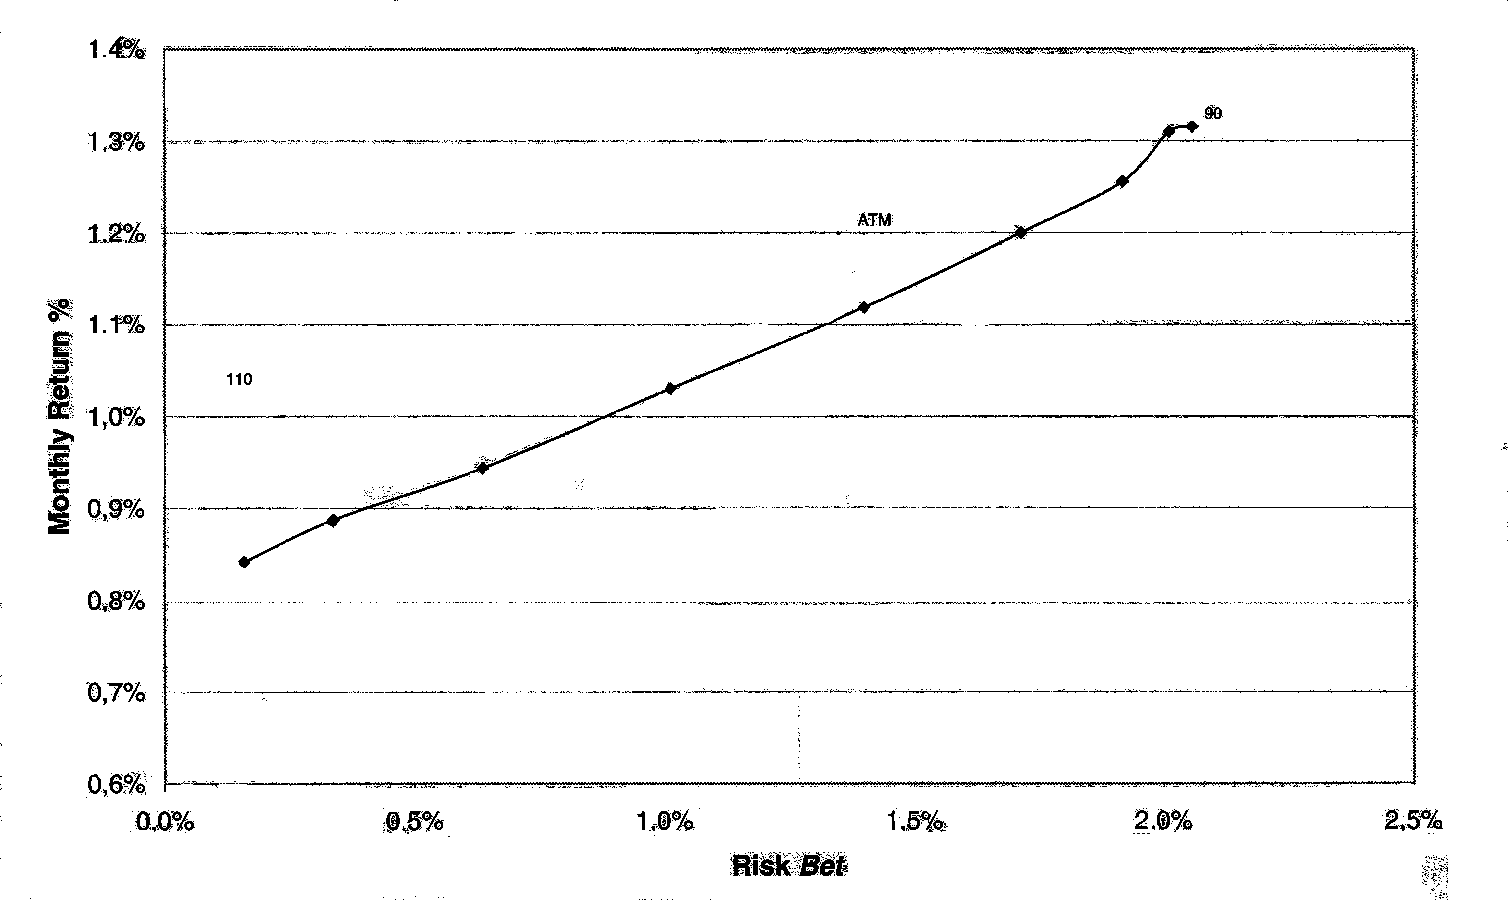 1.4%
90
1.3%
ATM
1.2%
1.1%
110
1,0%
0,9%
0,8%
0,7%
0,6%
Monthly Return %
0.0% 0,5% 1,0% 1,5% 2.0% 2,5%
Risk Bet